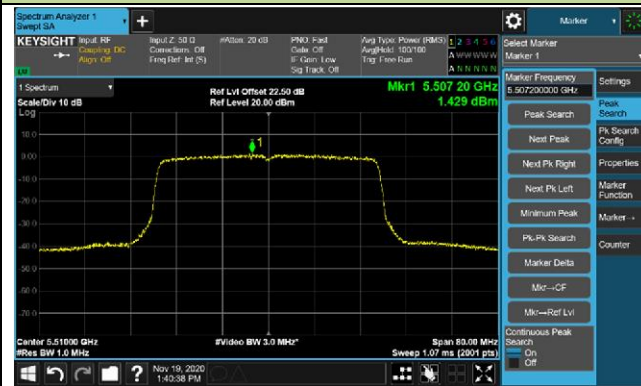 Spectrum Analyzer 1
Swept SA
+
Marker
KEYSIGHT
Input: RF
Coupling: DC
Align: Off
Input Z: 50 Ω
Corrections: Off
Freq Ref: Int (S)
#Atten: 20 dB
PNO: Fast
Gate: Off
IF Gain: Low
Sig Track: Off
Avg Type: Power (RMS)
Avg|Hold: 100/100
Trig: Free Run
1 2 3 4 5 6
A W W W W W
A N N N N N
Select Marker
Marker 1
LXI
1 Spectrum
Scale/Div 10 dB
Log
Ref Lvl Offset 22.50 dB
Ref Level 20.00 dBm
Mkr1 5.507 20 GHz
1.429 dBm
Marker Frequency
5.507200000 GHz
Settings
Peak Search
Peak
Search
Next Peak
Pk Search
Config
Next Pk Right
Properties
Next Pk Left
Marker
Function
Minimum Peak
Marker→
Pk-Pk Search
Counter
Marker Delta
Mkr→CF
Mkr→Ref Lvl
Continuous Peak
Search
On
Off
10.0
1
0.00
-10.0
-20.0
-30.0
-40.0
-50.0
-60.0
-70.0
Center 5.51000 GHz
#Res BW 1.0 MHz
#Video BW 3.0 MHz*
Span 80.00 MHz
Sweep 1.07 ms (2001 pts)
?
Nov 19, 2020
1:40:38 PM